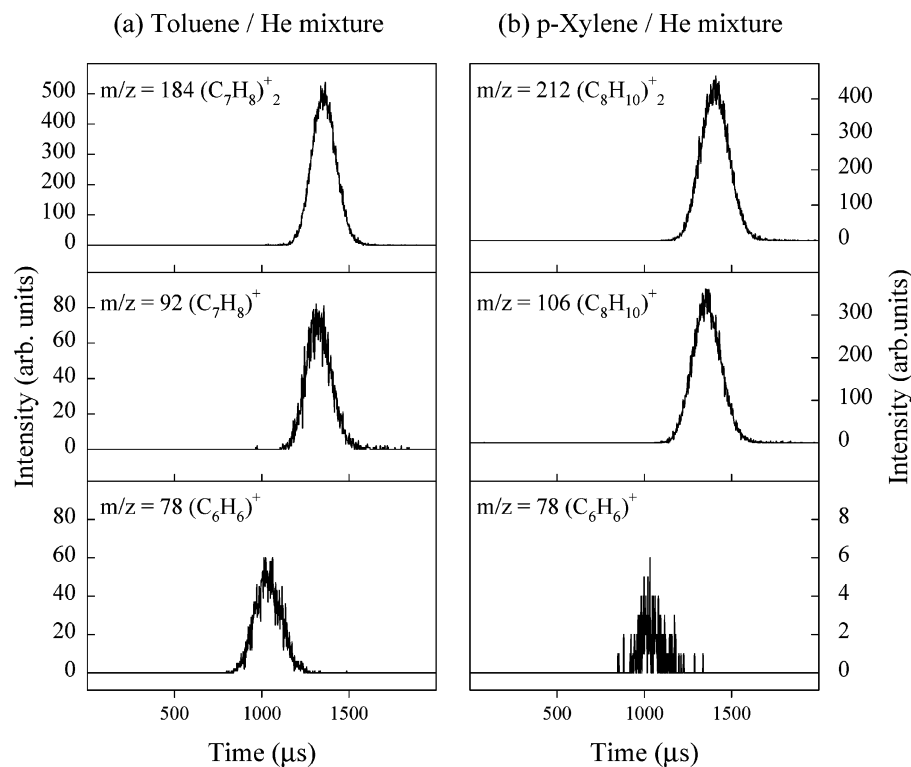 (a) Toluene / He mixture
(b) p-Xylene / He mixture
m/z = 184 (C₇H₈)⁺₂
500
400
300
200
100
0
m/z = 212 (C₈H₁₀)⁺₂
400
300
200
100
0
m/z = 92 (C₇H₈)⁺
80
60
40
20
0
m/z = 106 (C₈H₁₀)⁺
300
200
100
0
m/z = 78 (C₆H₆)⁺
80
60
40
20
0
m/z = 78 (C₆H₆)⁺
8
6
4
2
0
Intensity (arb. units)
Intensity (arb.units)
500 1000 1500
500 1000 1500
Time (μs)
Time (μs)